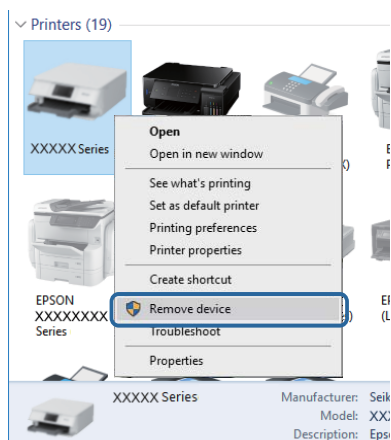 Printers (19)
XXXXX Series
Open
Open in new window
See what's printing
Set as default printer
Printing preferences
Printer properties
Create shortcut
Remove device
Troubleshoot
Properties
EPSON
XXXXXXXX
Series
XXXXX Series
Manufacturer:
Model:
Description: